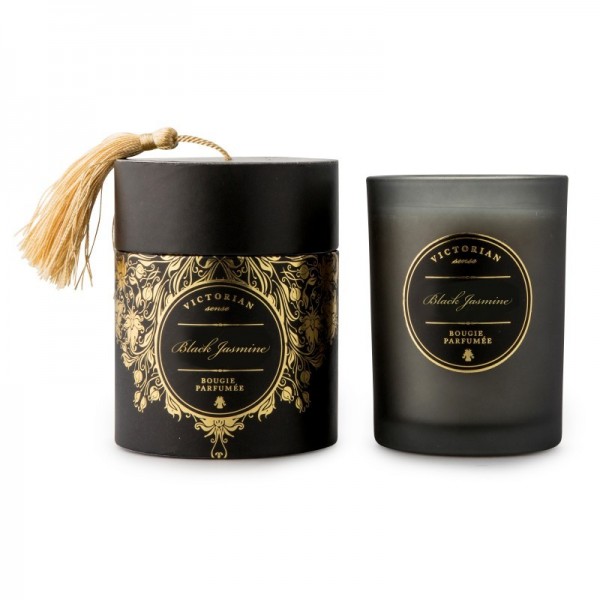 VICTORIAN
sense
Black Jasmine
BOUGIE
PARFUMÉE
VICTORIAN
sense
Black Jasmine
BOUGIE
PARFUMÉE